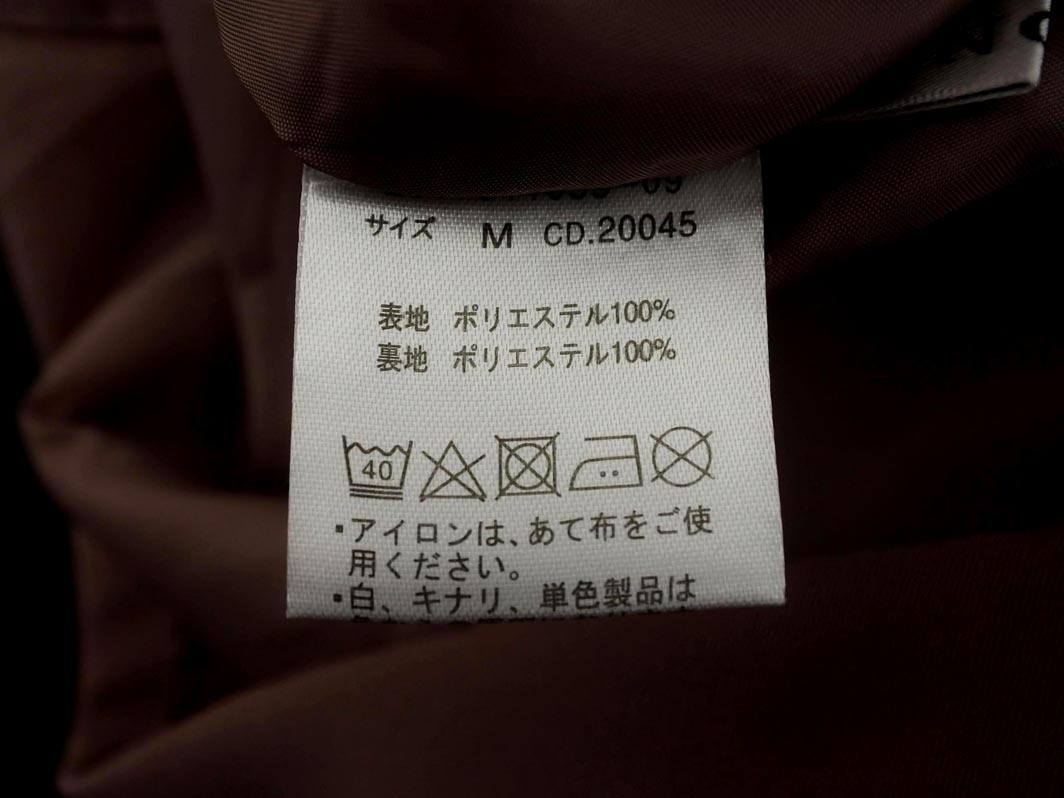 サイズ M CD.20045
表地 ポリエステル100%
裏地 ポリエステル100%
40
・アイロンは、あて布をご使
用ください。
・白、キナリ、単色製品は